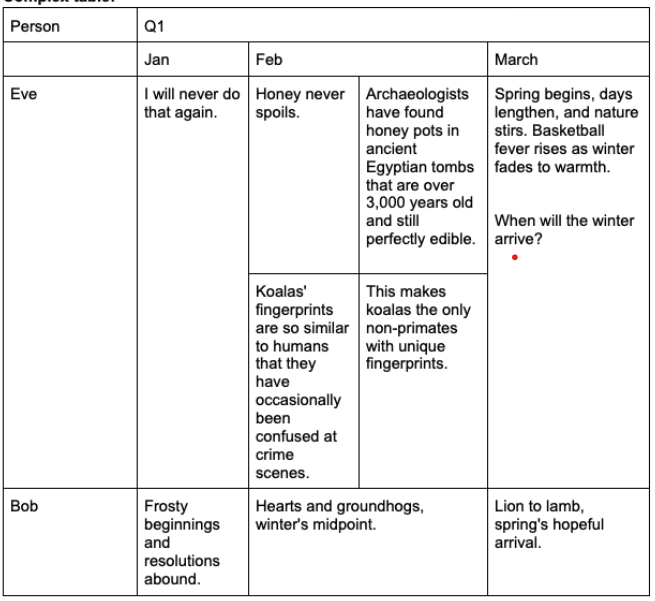 Complex table:
Person
Q1
Jan
Feb
March
Eve
I will never do
that again.
Honey never
spoils.
Archaeologists
have found
honey pots in
ancient
Egyptian tombs
that are over
3,000 years old
and still
perfectly edible.
Spring begins, days
lengthen, and nature
stirs. Basketball
fever rises as winter
fades to warmth.
When will the winter
arrive?
Koalas'
fingerprints
are so similar
to humans
that they
have
occasionally
been
confused at
crime
scenes.
This makes
koalas the only
non-primates
with unique
fingerprints.
Bob
Frosty
beginnings
and
resolutions
abound.
Hearts and groundhogs,
winter's midpoint.
Lion to lamb,
spring's hopeful
arrival.